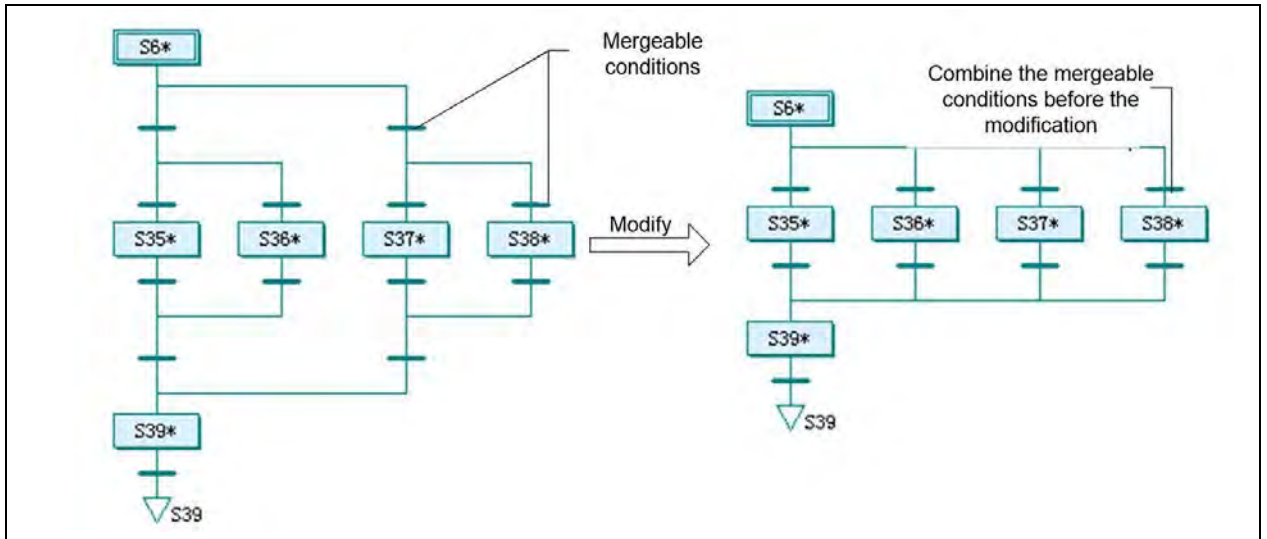 S6*
Mergeable
conditions
S35*
S36*
S37*
S38*
S39*
S39
Modify
Combine the mergeable
conditions before the
modification
S6*
S35*
S36*
S37*
S38*
S39*
S39